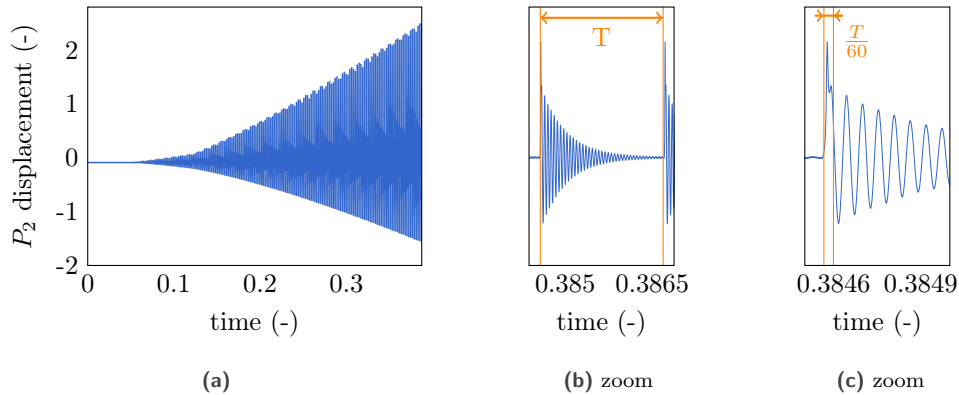 P₂ displacement (-)
2
1
0
-1
-2
0 0.1 0.2 0.3
time (-)
(a)
T
0.385 0.3865
time (-)
(b) zoom
T/60
0.3846 0.3849
time (-)
(c) zoom